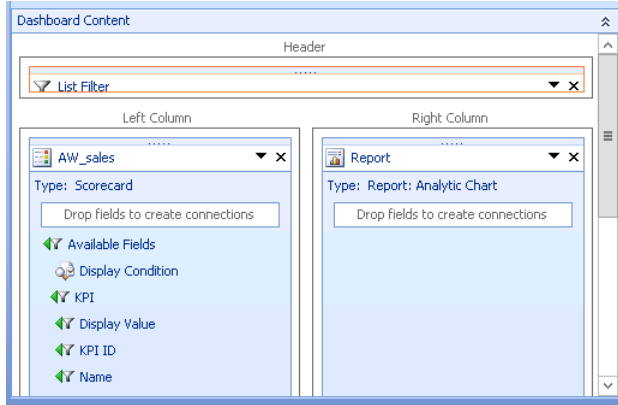 Dashboard Content
Header
List Filter
Left Column
Right Column
AW_sales
Report
Type: Scorecard
Type: Report: Analytic Chart
Drop fields to create connections
Drop fields to create connections
Available Fields
Display Condition
KPI
Display Value
KPI ID
Name